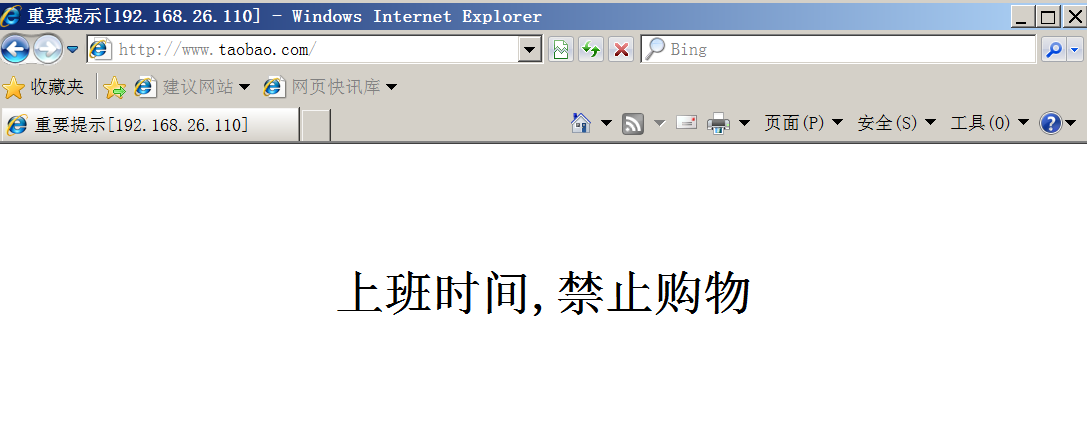 重要提示[192.168.26.110] - Windows Internet Explorer
http://www.taobao.com/
Bing
收藏夹 建议网站 网页快讯库
重要提示[192.168.26.110]
页面(P) 安全(S) 工具(O)
上班时间,禁止购物